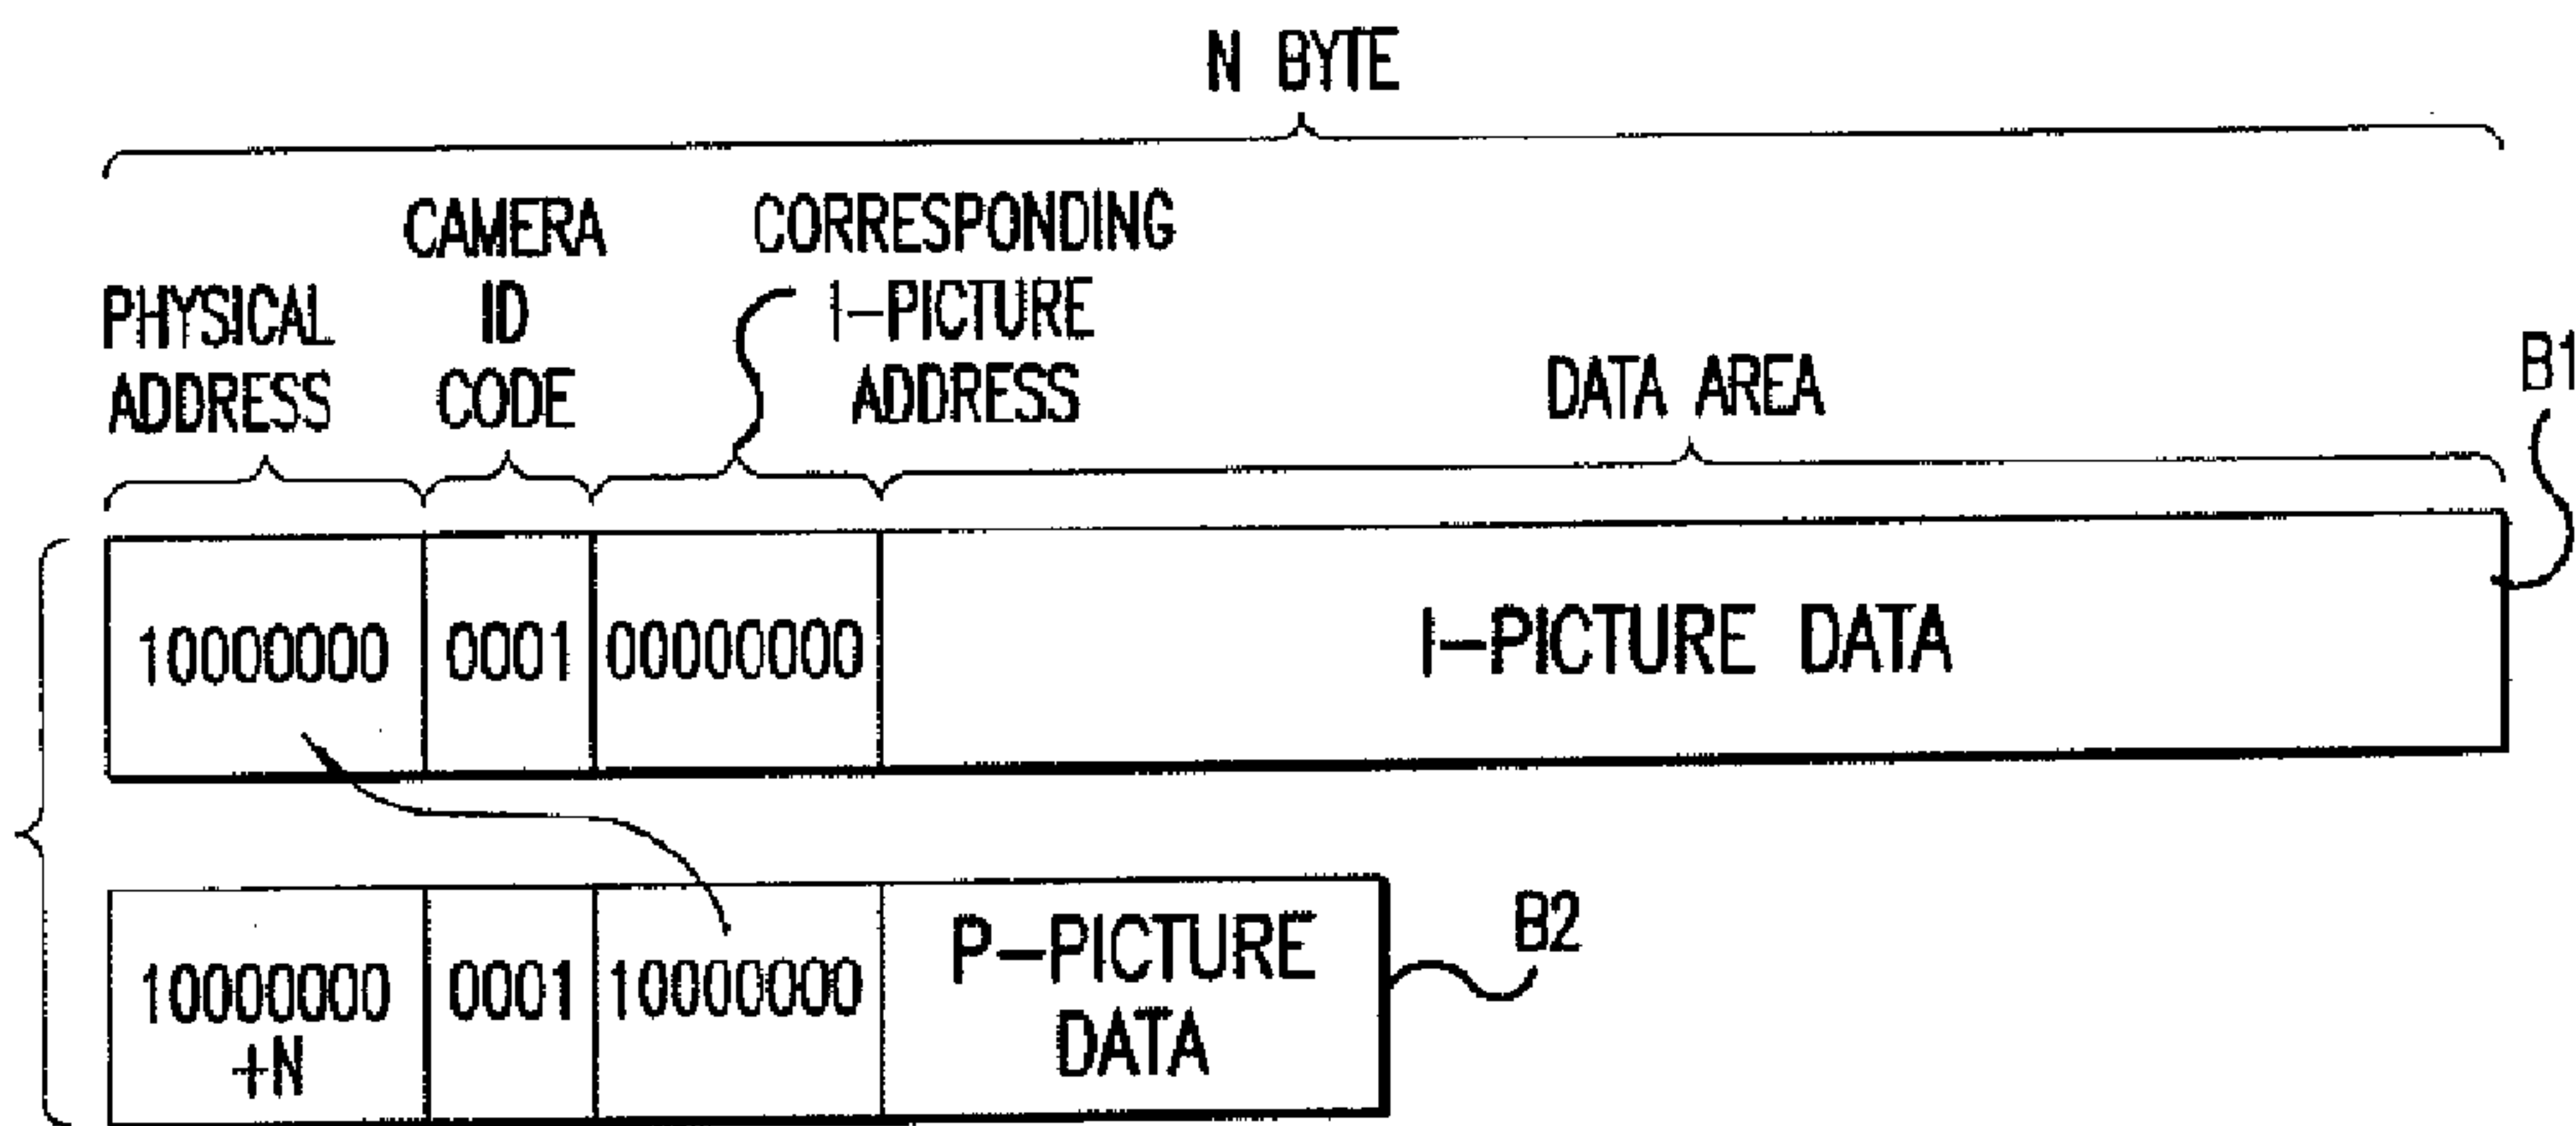 N BYTE
PHYSICAL
ADDRESS
CAMERA
ID
CODE
CORRESPONDING
I-PICTURE
ADDRESS
DATA AREA
B1
10000000
0001
00000000
I-PICTURE DATA
10000000
+N
0001
10000000
P-PICTURE
DATA
B2